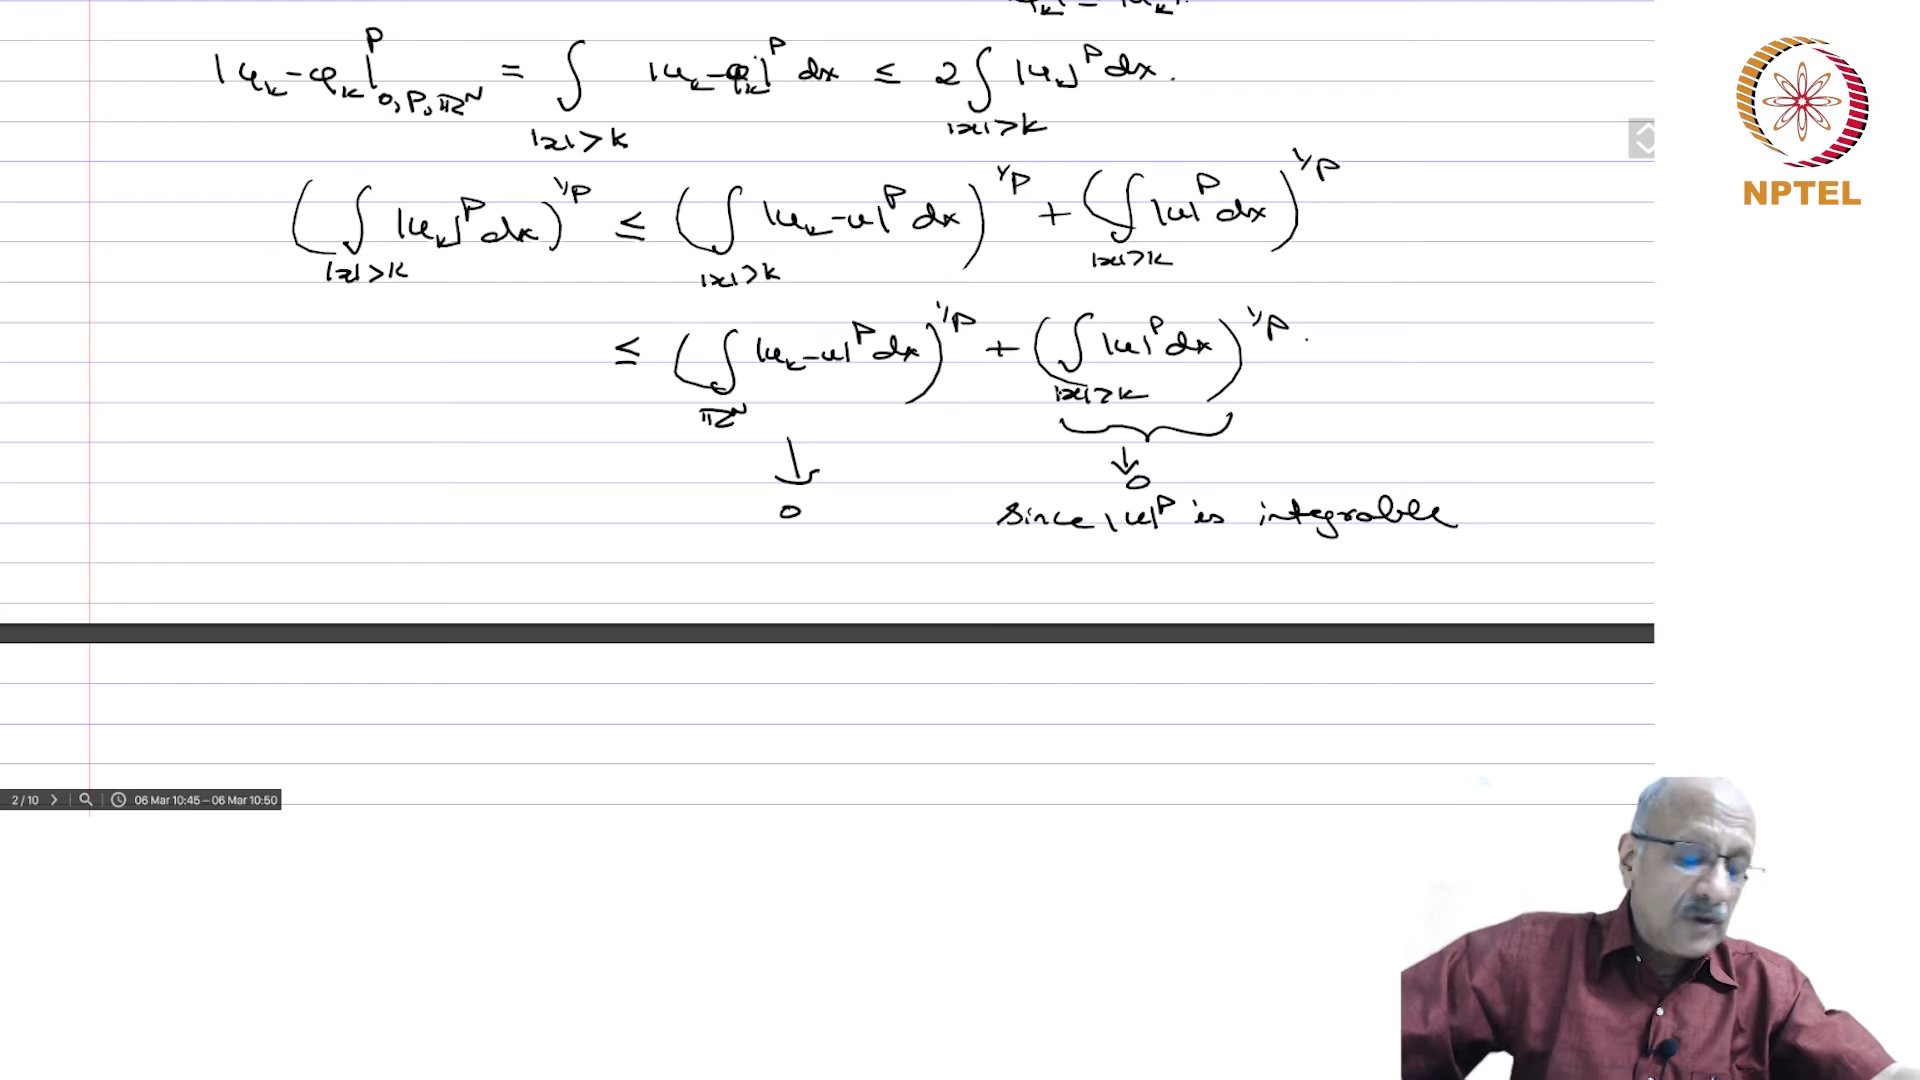 |u_k - φ_k|^p_{0,p,ℝ^N} = ∫_{|x|>k} |u_k - φ_k|^p dx ≤ 2 ∫_{|x|>k} |u_k|^p dx.
(∫_{|x|>k} |u_k|^p dx)^{1/p} ≤ (∫_{|x|>k} |u_k - u|^p dx)^{1/p} + (∫_{|x|>k} |u|^p dx)^{1/p}
≤ (∫_{ℝ^N} |u_k - u|^p dx)^{1/p} + (∫_{|x|>k} |u|^p dx)^{1/p}.
↓ 0 ↓ 0
since |u|^p is integrable
NPTEL
2 / 10 06 Mar 10:45 – 06 Mar 10:50